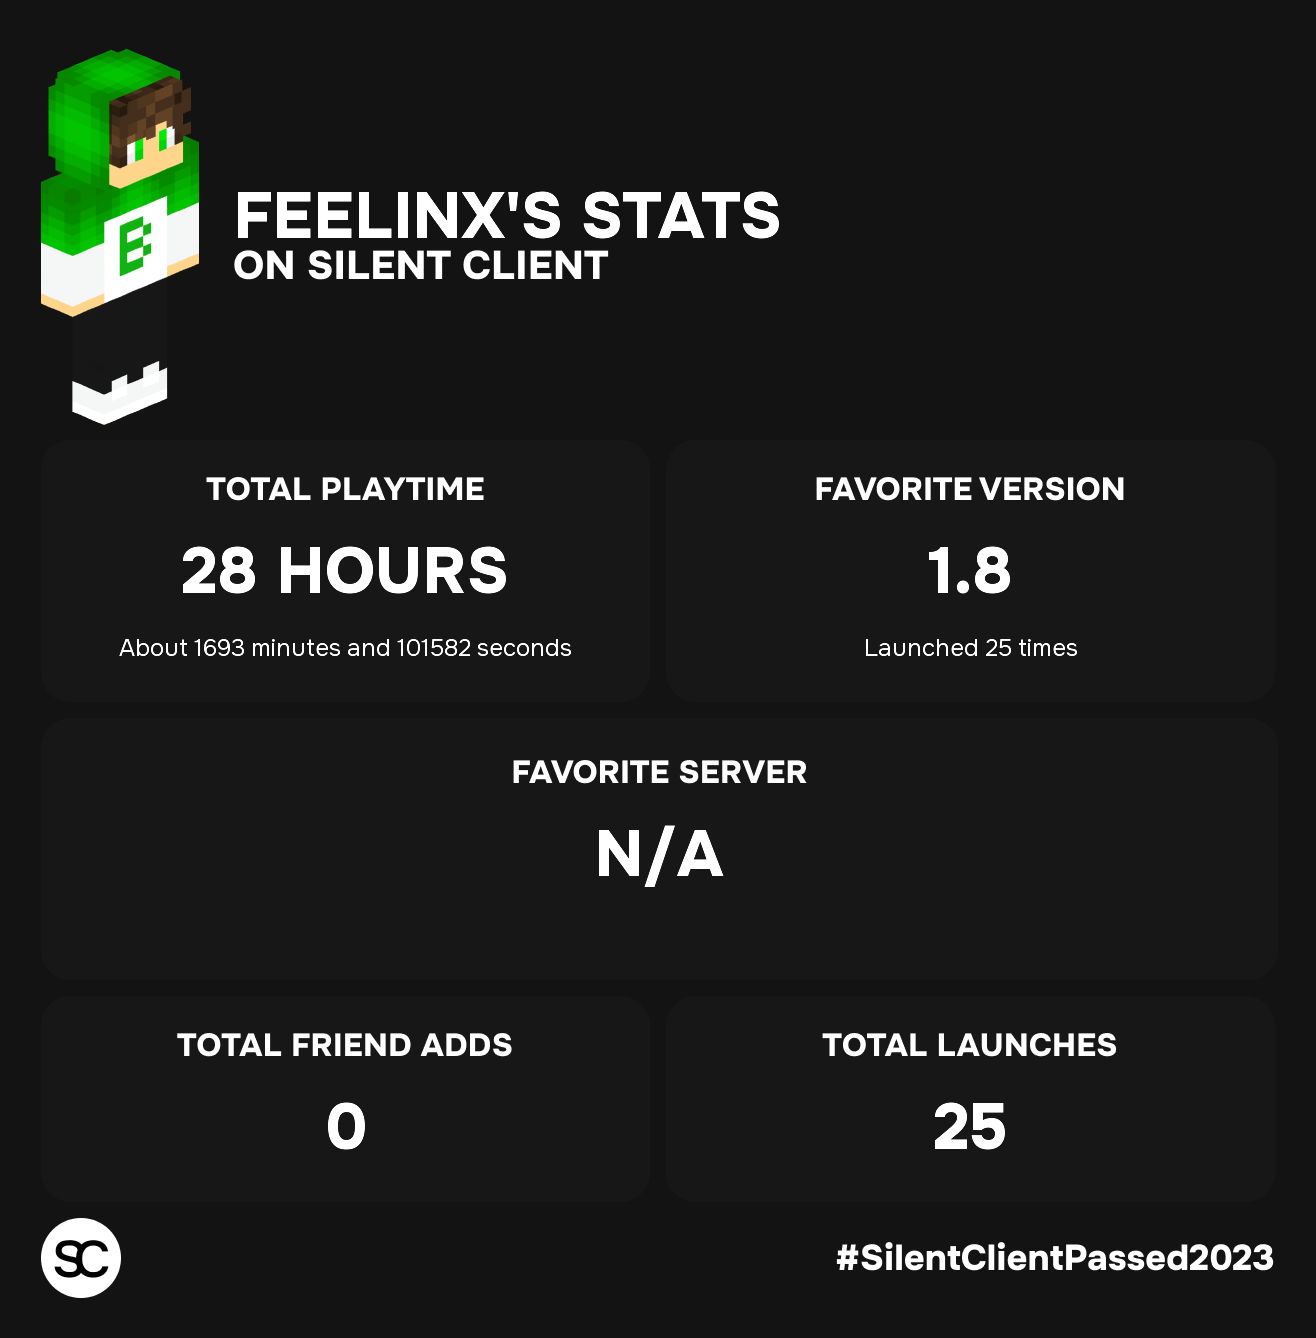 FEELINX'S STATS
ON SILENT CLIENT
TOTAL PLAYTIME
28 HOURS
About 1693 minutes and 101582 seconds
FAVORITE VERSION
1.8
Launched 25 times
FAVORITE SERVER
N/A
TOTAL FRIEND ADDS
0
TOTAL LAUNCHES
25
SC
#SilentClientPassed2023